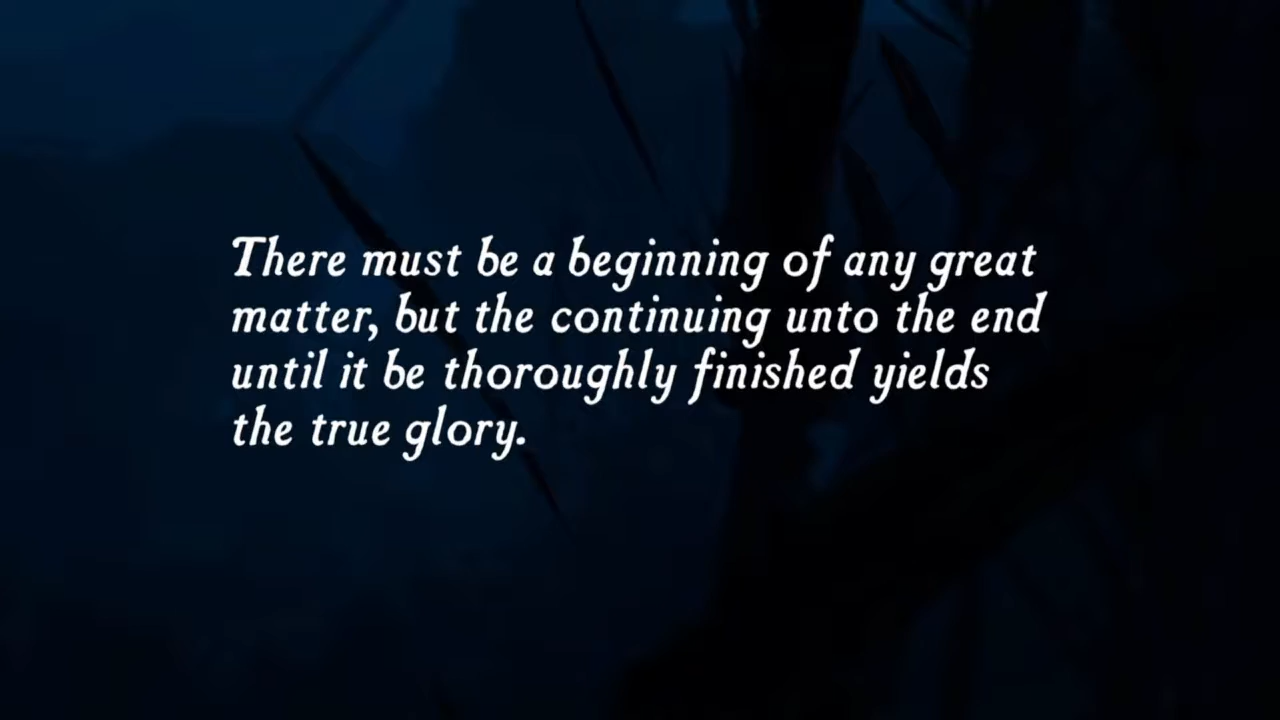 There must be a beginning of any great
matter, but the continuing unto the end
until it be thoroughly finished yields
the true glory.